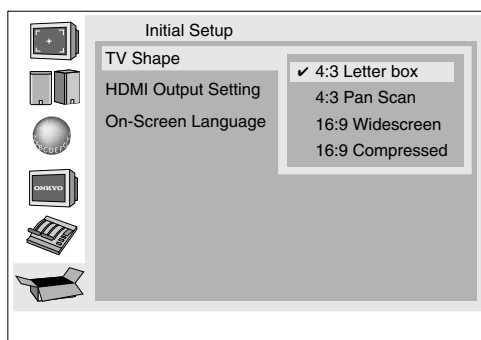 Initial Setup
TV Shape
HDMI Output Setting
On-Screen Language
✔ 4:3 Letter box
4:3 Pan Scan
16:9 Widescreen
16:9 Compressed
ABCDEFG
ONKYO